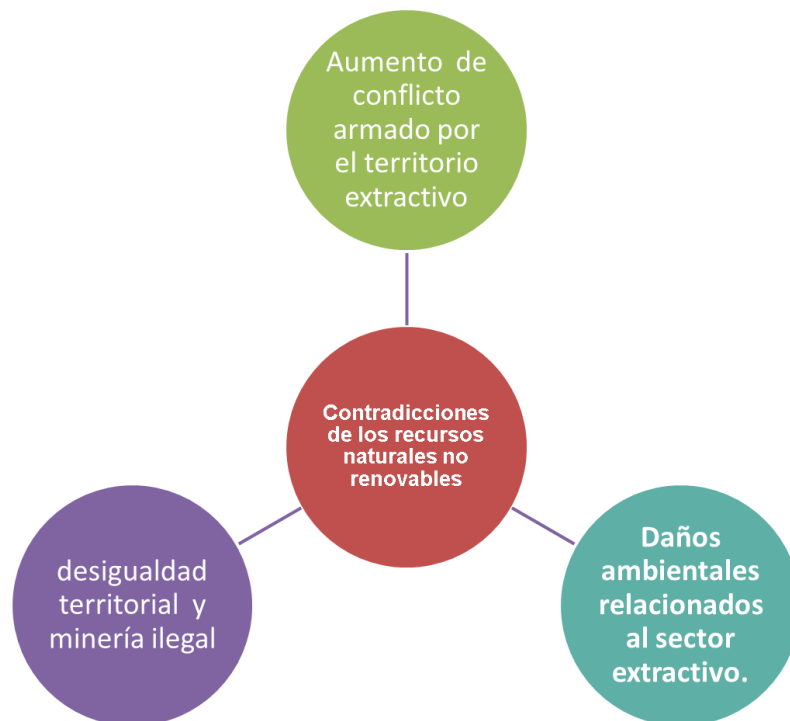 Aumento de
conflicto
armado por
el territorio
extractivo
Contradicciones
de los recursos
naturales no
renovables
desigualdad
territorial y
minería ilegal
Daños
ambientales
relacionados
al sector
extractivo.